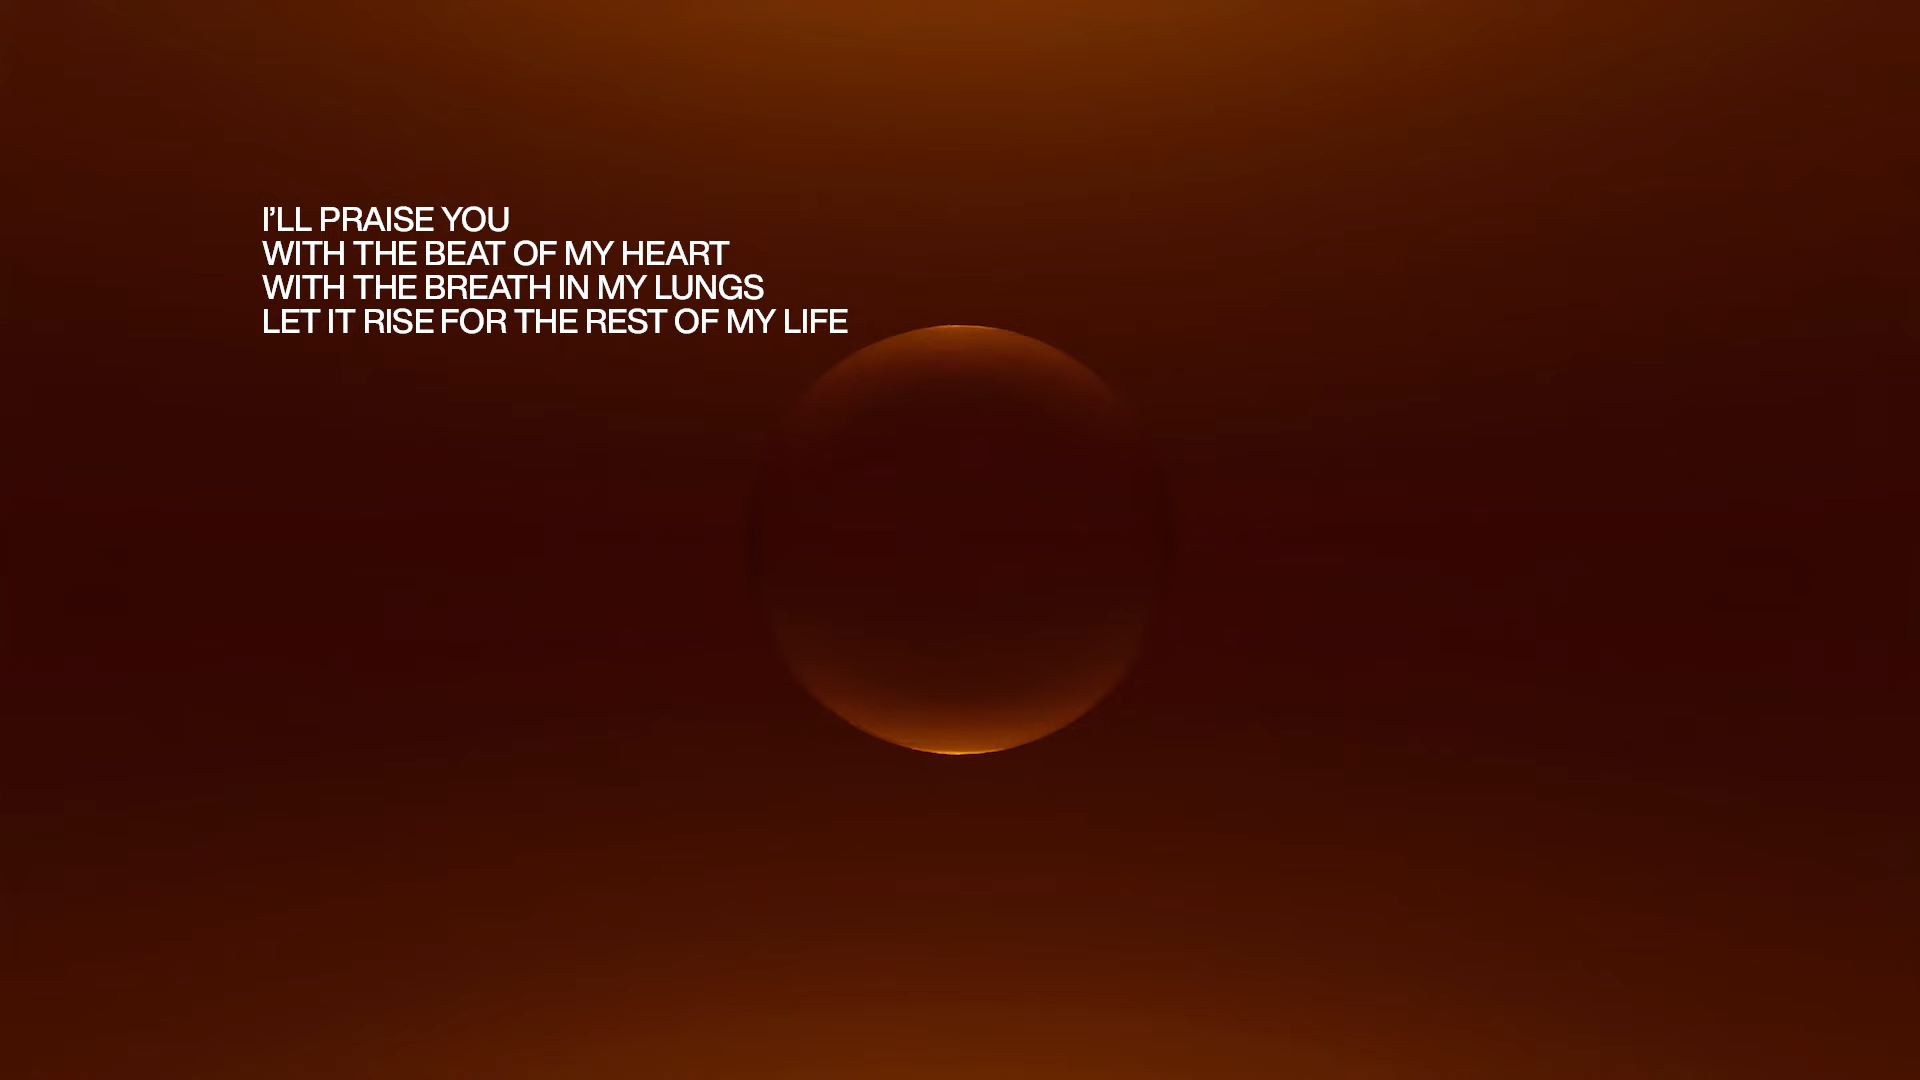 I’LL PRAISE YOU
WITH THE BEAT OF MY HEART
WITH THE BREATH IN MY LUNGS
LET IT RISE FOR THE REST OF MY LIFE